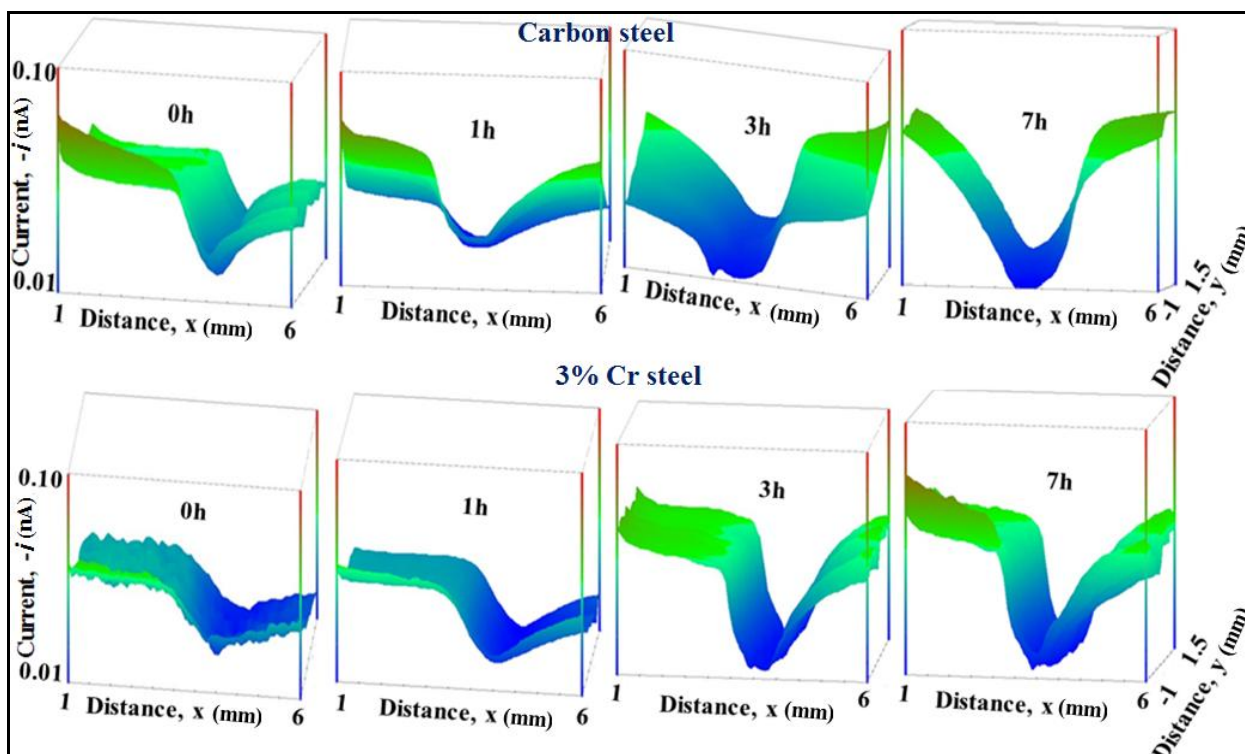 Carbon steel
0.10
0.01
Current, -i (nA)
0h
1h
3h
7h
1 Distance, x (mm) 6
1 Distance, x (mm) 6
1 Distance, x (mm) 6
1 Distance, x (mm) 6
-1 1.5
Distance, y (mm)
3% Cr steel
0.10
0.01
Current, -i (nA)
0h
1h
3h
7h
1 Distance, x (mm) 6
1 Distance, x (mm) 6
1 Distance, x (mm) 6
1 Distance, x (mm) 6
-1 1.5
Distance, y (mm)